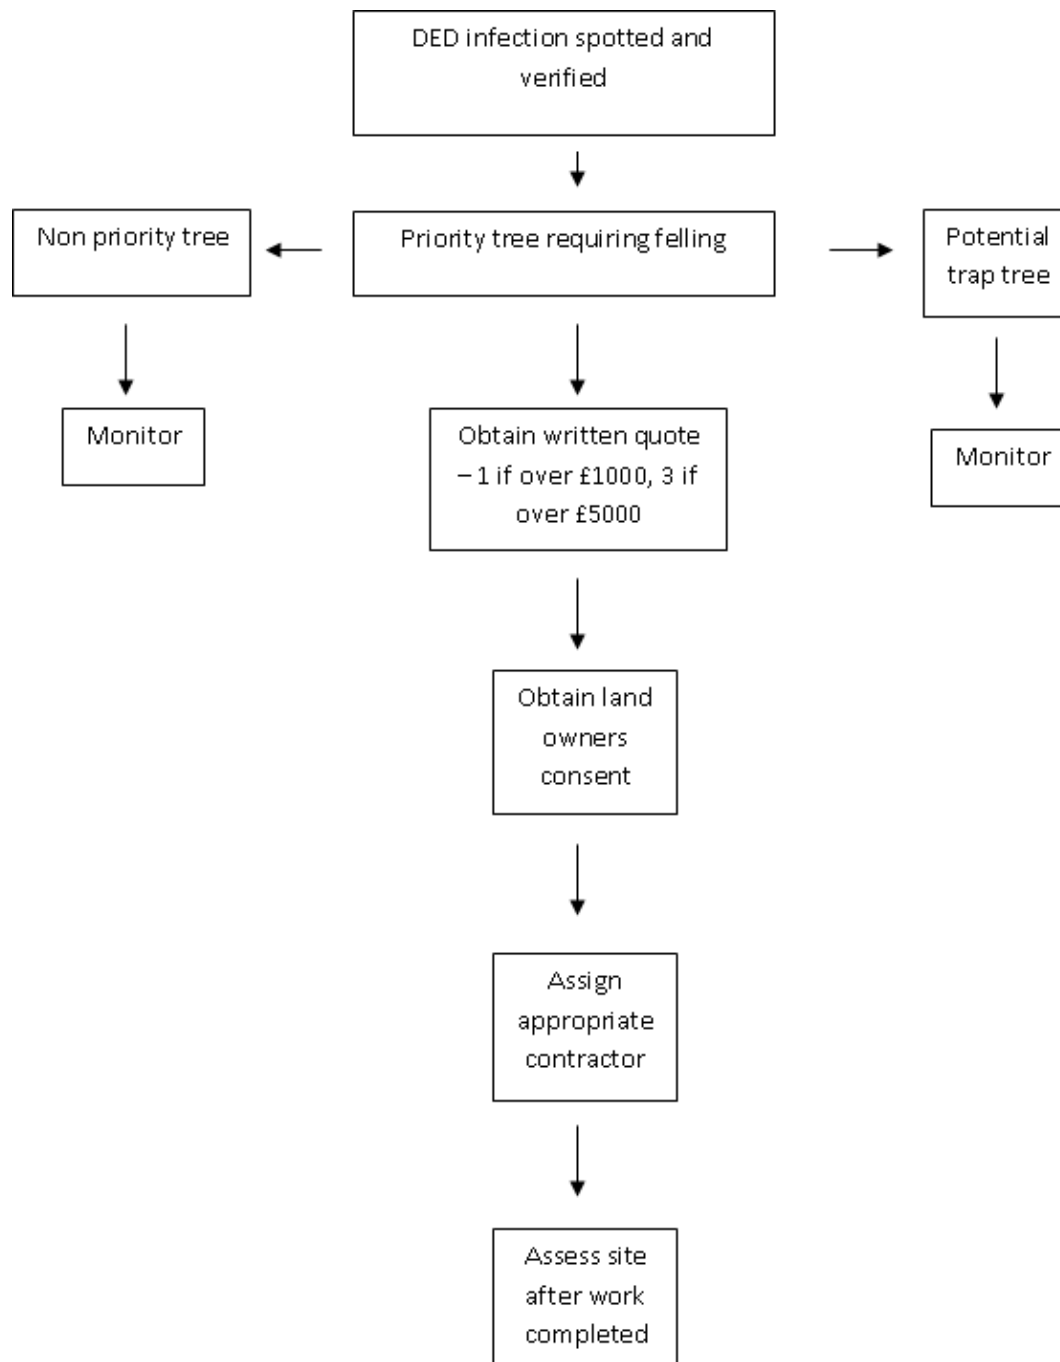 DED infection spotted and
verified
Non priority tree
Priority tree requiring felling
Potential
trap tree
Monitor
Obtain written quote
– 1 if over £1000, 3 if
over £5000
Monitor
Obtain land
owners
consent
Assign
appropriate
contractor
Assess site
after work
completed